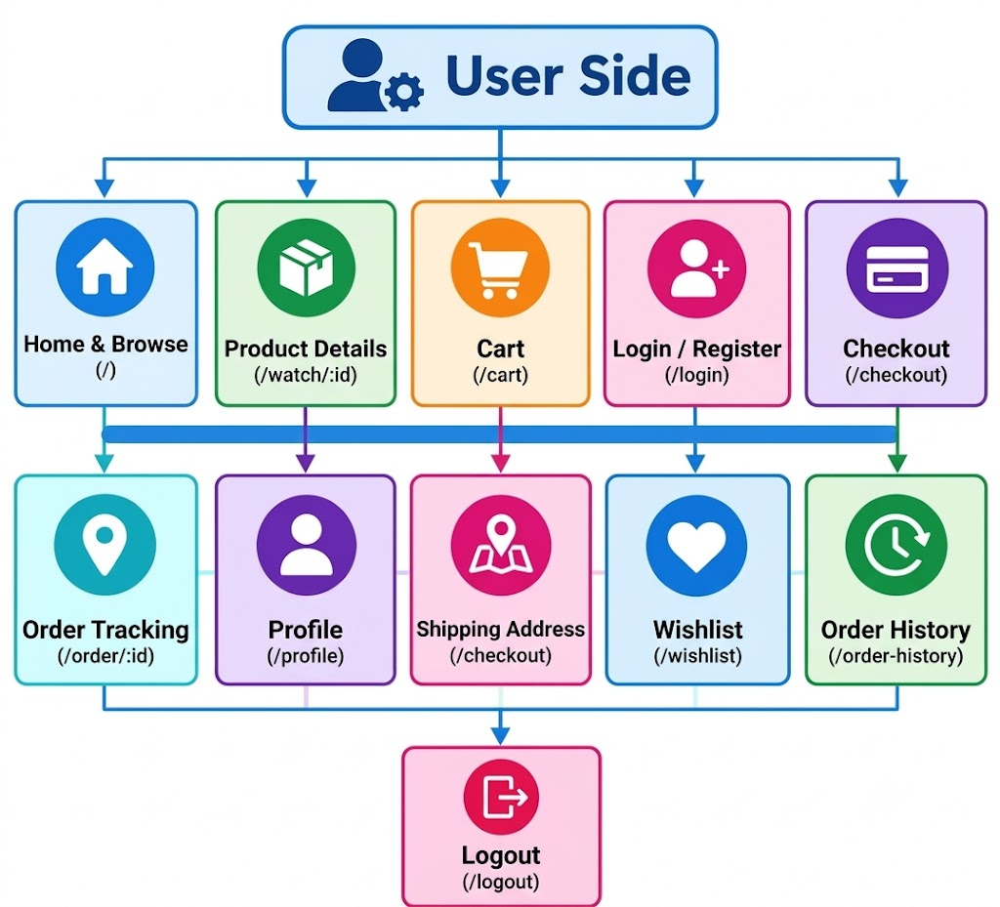 User Side
Home & Browse
(/)
Product Details
(/watch/:id)
Cart
(/cart)
Login / Register
(/login)
Checkout
(/checkout)
Order Tracking
(/order/:id)
Profile
(/profile)
Shipping Address
(/checkout)
Wishlist
(/wishlist)
Order History
(/order-history)
Logout
(/logout)